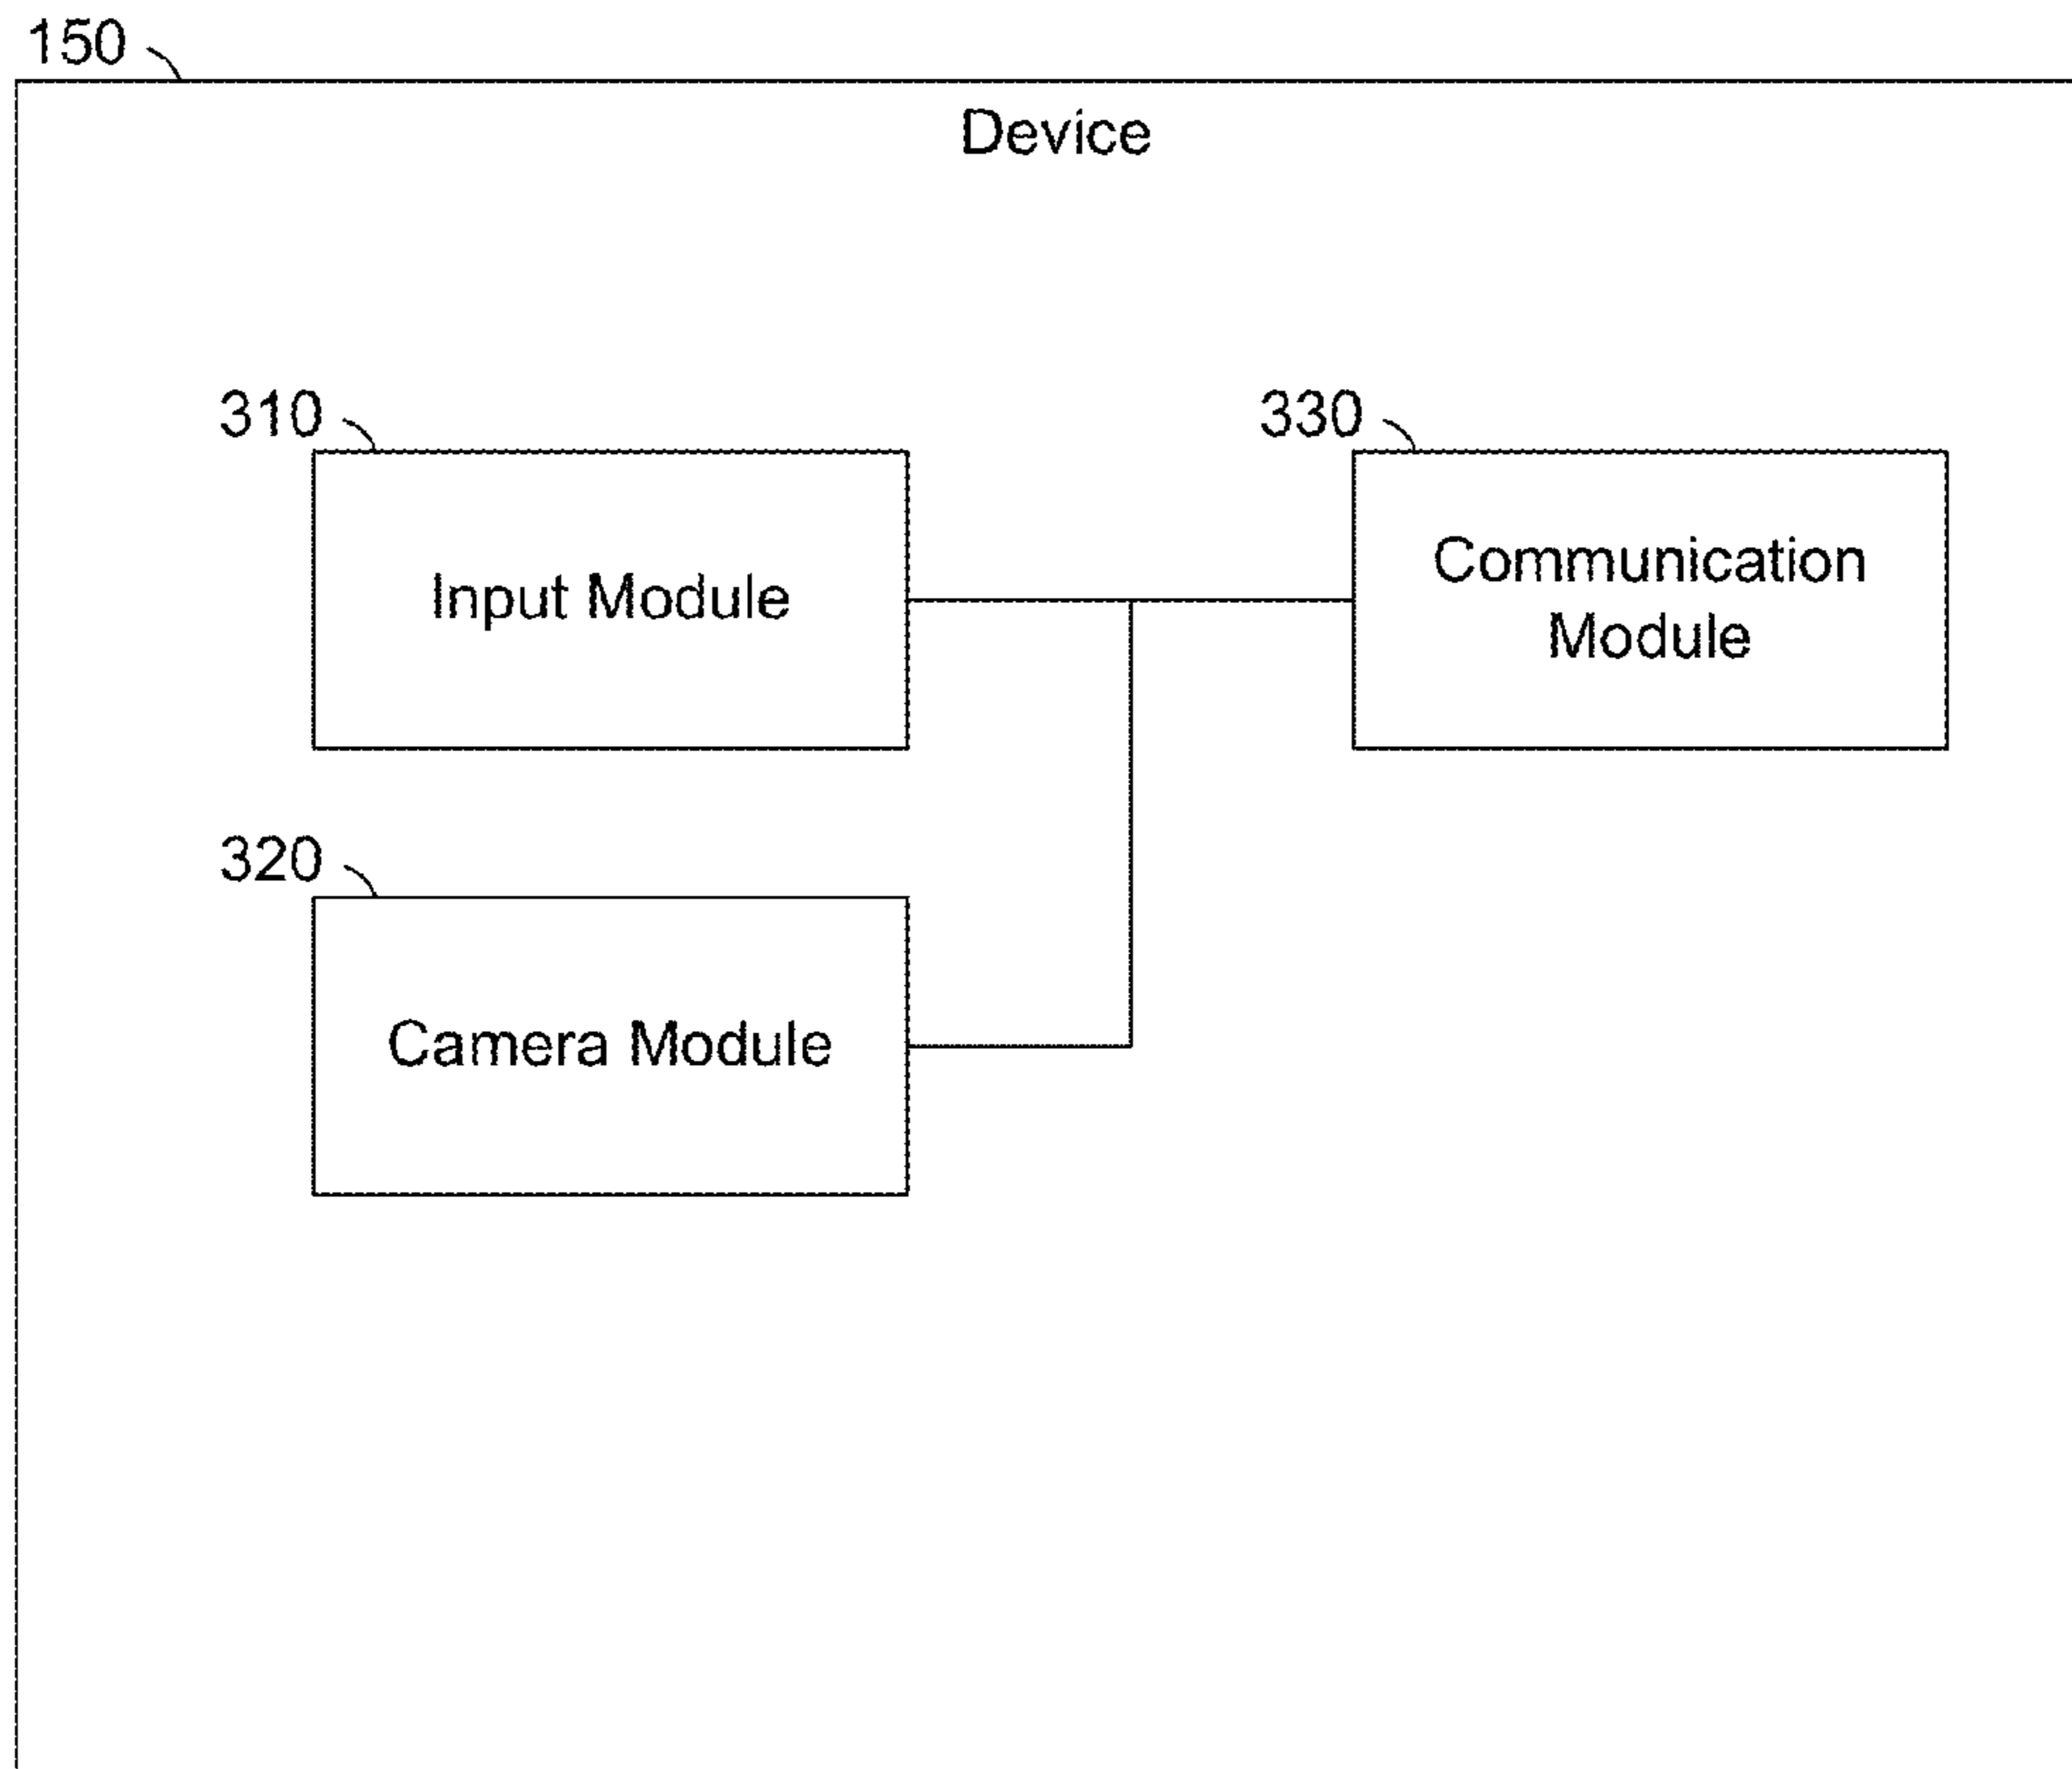 150
Device
310
Input Module
330
Communication
Module
320
Camera Module